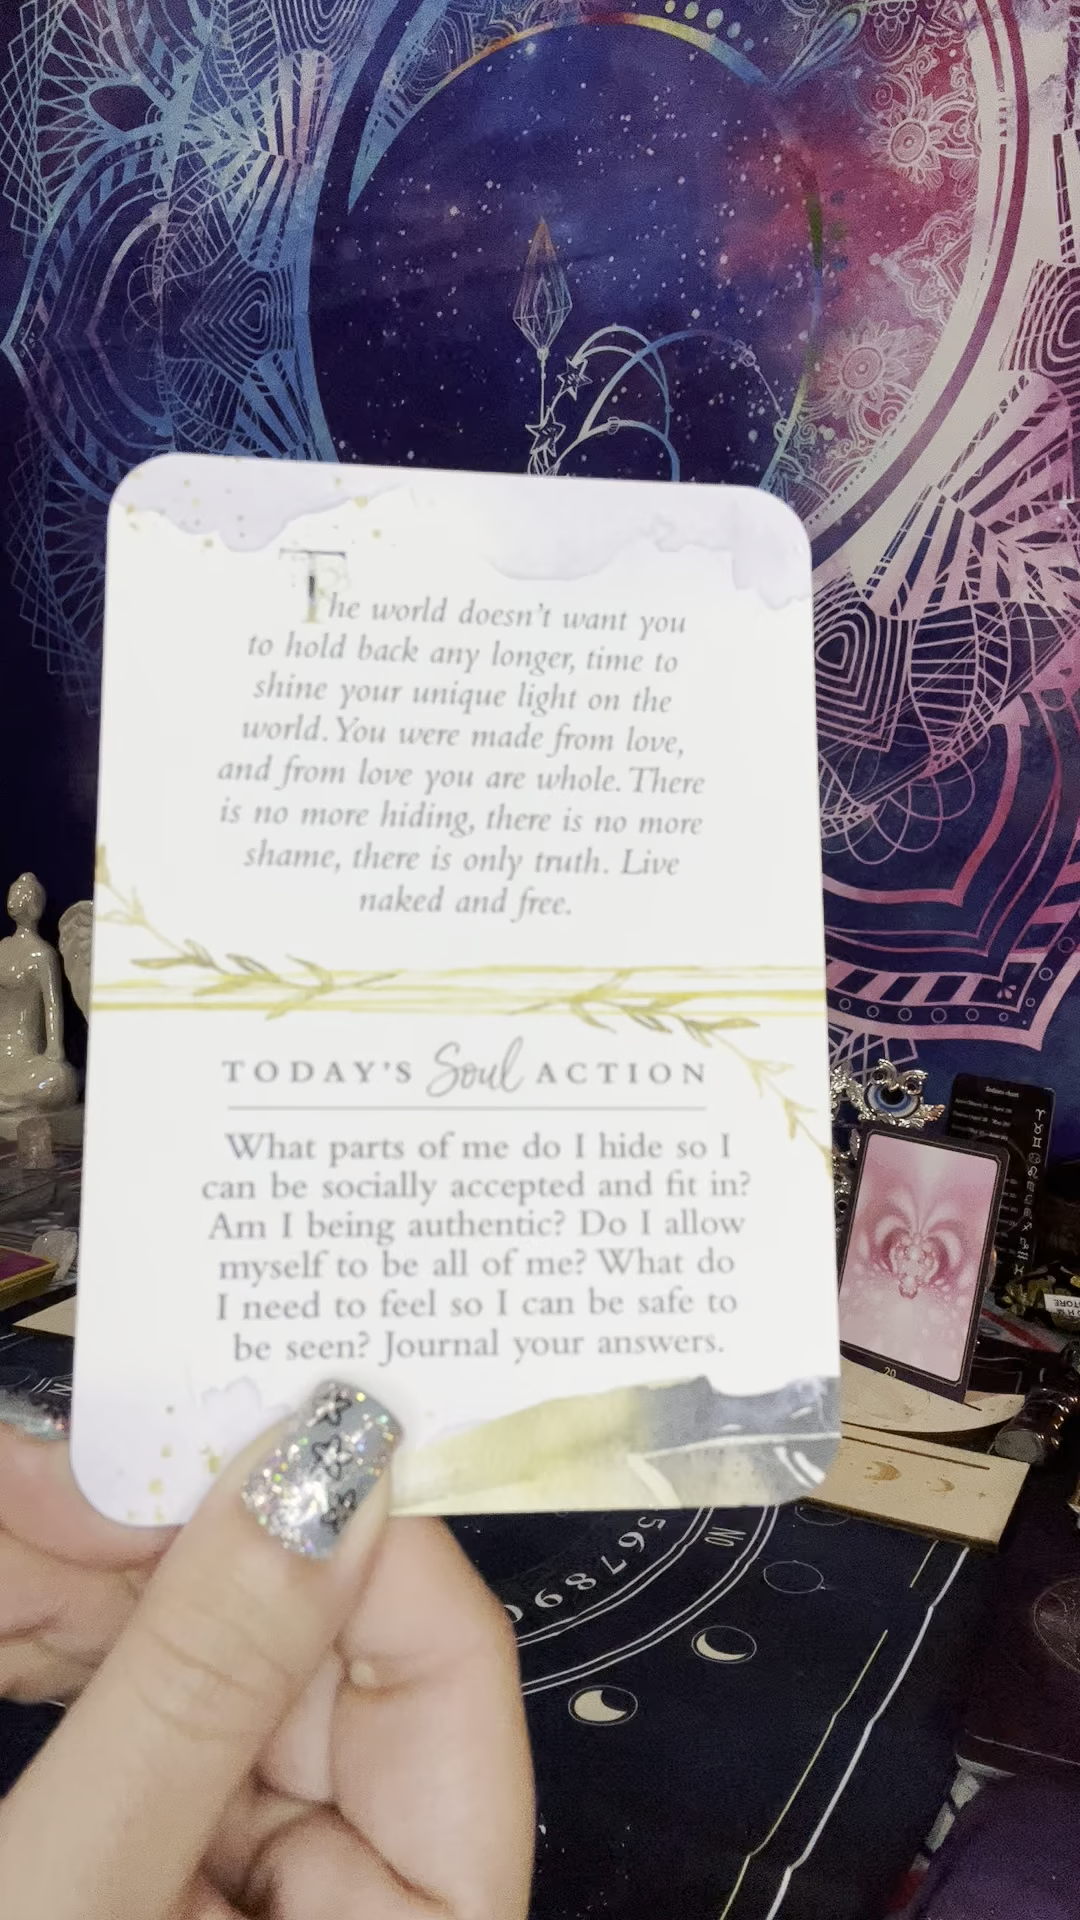 The world doesn't want you
to hold back any longer, time to
shine your unique light on the
world. You were made from love,
and from love you are whole. There
is no more hiding, there is no more
shame, there is only truth. Live
naked and free.
TODAY'S Soul ACTION
What parts of me do I hide so I
can be socially accepted and fit in?
Am I being authentic? Do I allow
myself to be all of me? What do
I need to feel so I can be safe to
be seen? Journal your answers.
20
STORE
NO
567890